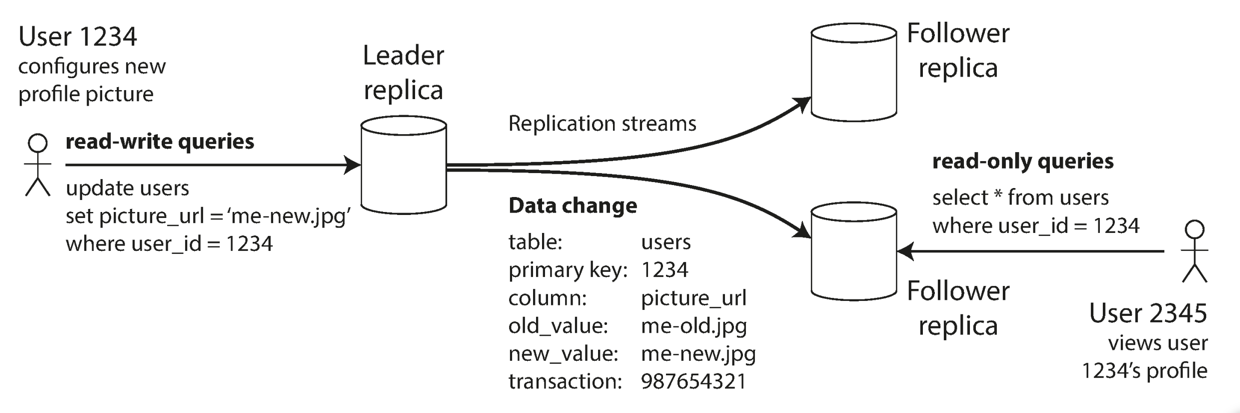 User 1234
configures new
profile picture
read-write queries
update users
set picture_url = ‘me-new.jpg’
where user_id = 1234
Leader
replica
Replication streams
Data change
table: users
primary key: 1234
column: picture_url
old_value: me-old.jpg
new_value: me-new.jpg
transaction: 987654321
Follower
replica
read-only queries
select * from users
where user_id = 1234
Follower
replica
User 2345
views user
1234’s profile